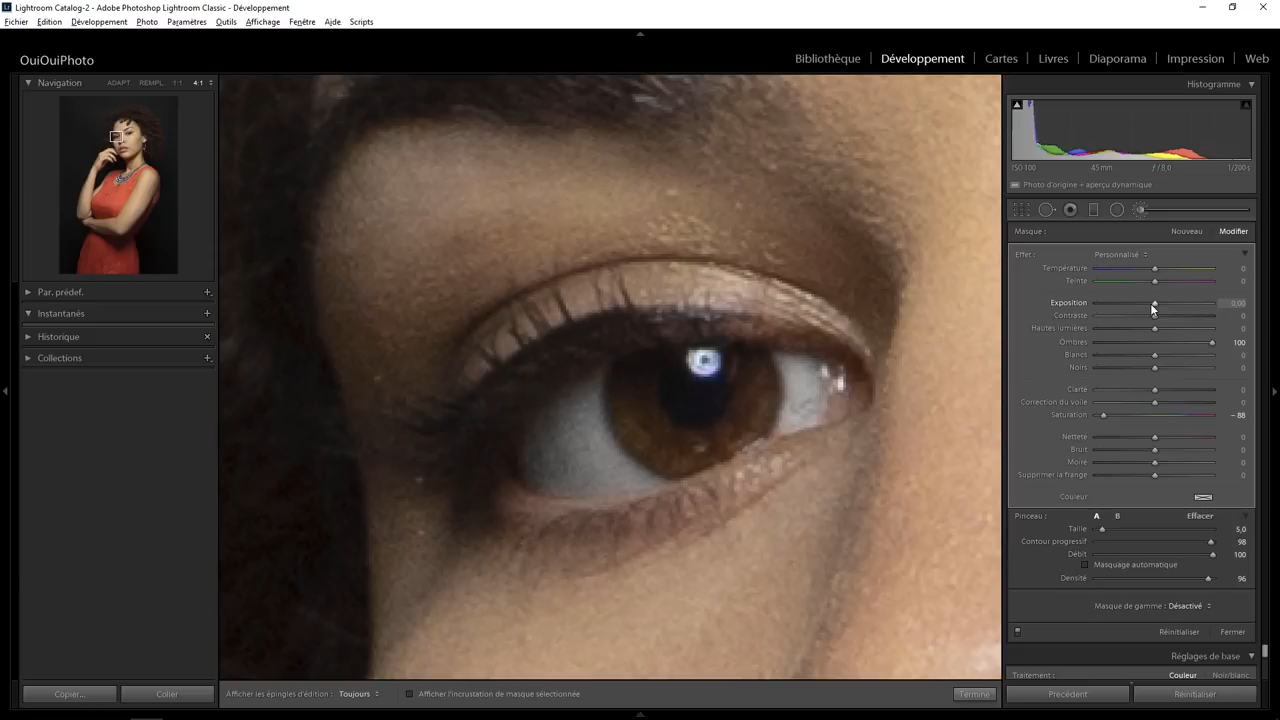 Lightroom Catalog-2 - Adobe Photoshop Lightroom Classic - Développement
Fichier Edition Développement Photo Paramètres Outils Affichage Fenêtre Aide Scripts
OuiOuiPhoto
Bibliothèque Développement Cartes Livres Diaporama Impression Web
Navigation ADAPT. REMPL. 1:1 4:1
Par. prédef.
Instantanés
Historique
Collections
Copier... Coller
Afficher les épingles d'édition : Toujours Afficher l'incrustation de masque sélectionnée Terminé
Histogramme
ISO 100 45 mm ƒ / 8,0 1/200s
Photo d'origine + aperçu dynamique
Masque : Nouveau Modifier
Effet : Personnalisé
Température 0
Teinte 0
Exposition 0,00
Contraste 0
Hautes lumières 0
Ombres 100
Blancs 0
Noirs 0
Clarté 0
Correction du voile 0
Saturation – 88
Netteté 0
Bruit 0
Moiré 0
Supprimer la frange 0
Couleur
Pinceau : A B Effacer
Taille 5,0
Contour progressif 98
Débit 100
Masquage automatique
Densité 96
Masque de gamme : Désactivé
Réinitialiser Fermer
Réglages de base
Traitement : Couleur Noir/blanc
Précédent Réinitialiser